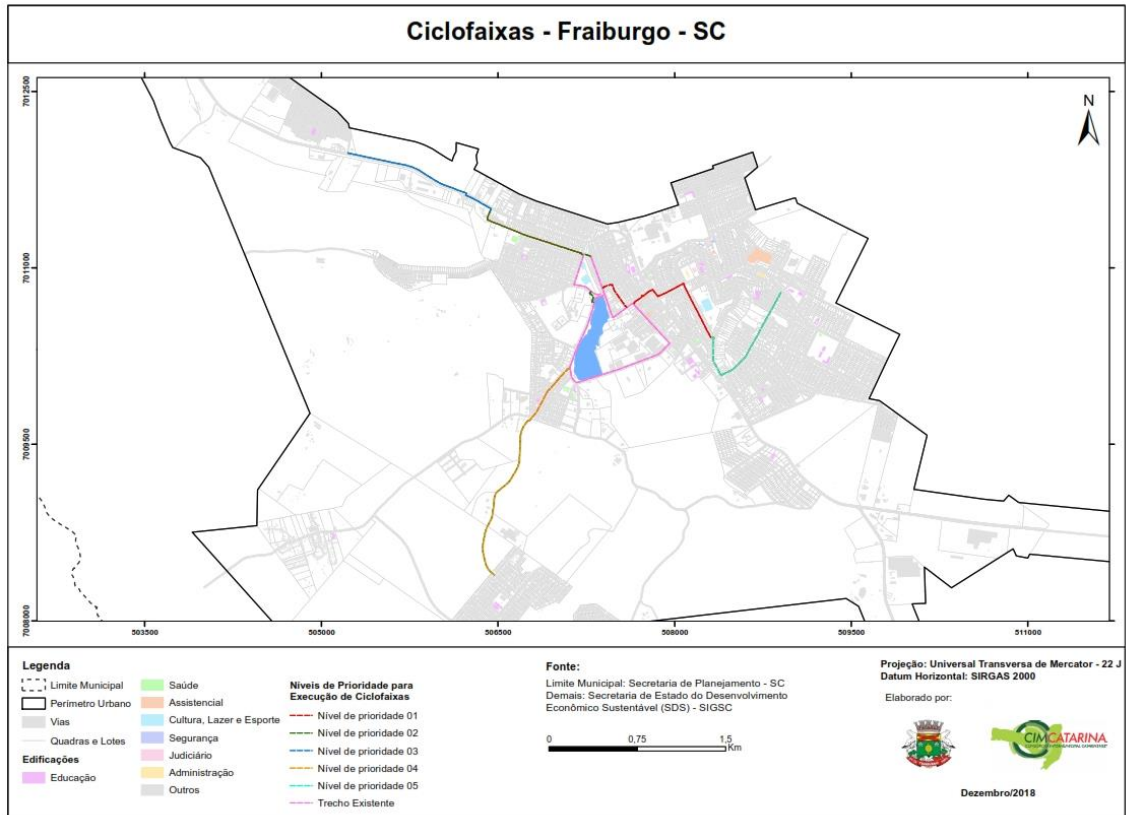 Ciclofaixas - Fraiburgo - SC
N
7012500
7011000
7009500
7008000
503500
505000
506500
508000
509500
511000
Legenda
Limite Municipal
Perímetro Urbano
Vias
Quadras e Lotes
Edificações
Educação
Saúde
Assistencial
Cultura, Lazer e Esporte
Segurança
Judiciário
Administração
Outros
Níveis de Prioridade para
Execução de Ciclofaixas
Nível de prioridade 01
Nível de prioridade 02
Nível de prioridade 03
Nível de prioridade 04
Nível de prioridade 05
Trecho Existente
Fonte:
Limite Municipal: Secretaria de Planejamento - SC
Demais: Secretaria de Estado do Desenvolvimento
Econômico Sustentável (SDS) - SIGSC
0 0,75 1,5
Km
Projeção: Universal Transversa de Mercator - 22 J
Datum Horizontal: SIRGAS 2000
Elaborado por:
CIMCATARINA
Dezembro/2018